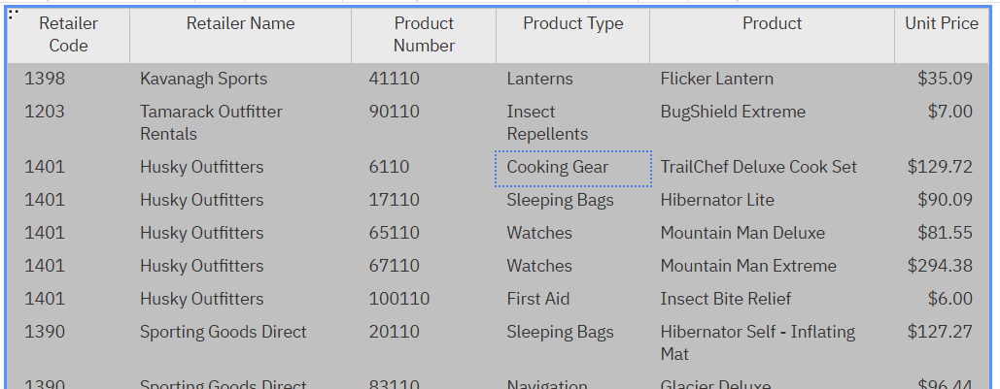 Retailer Code Retailer Name Product Number Product Type Product Unit Price
1398 Kavanagh Sports 41110 Lanterns Flicker Lantern $35.09
1203 Tamarack Outfitter Rentals 90110 Insect Repellents BugShield Extreme $7.00
1401 Husky Outfitters 6110 Cooking Gear TrailChef Deluxe Cook Set $129.72
1401 Husky Outfitters 17110 Sleeping Bags Hibernator Lite $90.09
1401 Husky Outfitters 65110 Watches Mountain Man Deluxe $81.55
1401 Husky Outfitters 67110 Watches Mountain Man Extreme $294.38
1401 Husky Outfitters 100110 First Aid Insect Bite Relief $6.00
1390 Sporting Goods Direct 20110 Sleeping Bags Hibernator Self - Inflating Mat $127.27
1390 Sporting Goods Direct 83110 Navigation Glacier Deluxe $96.44